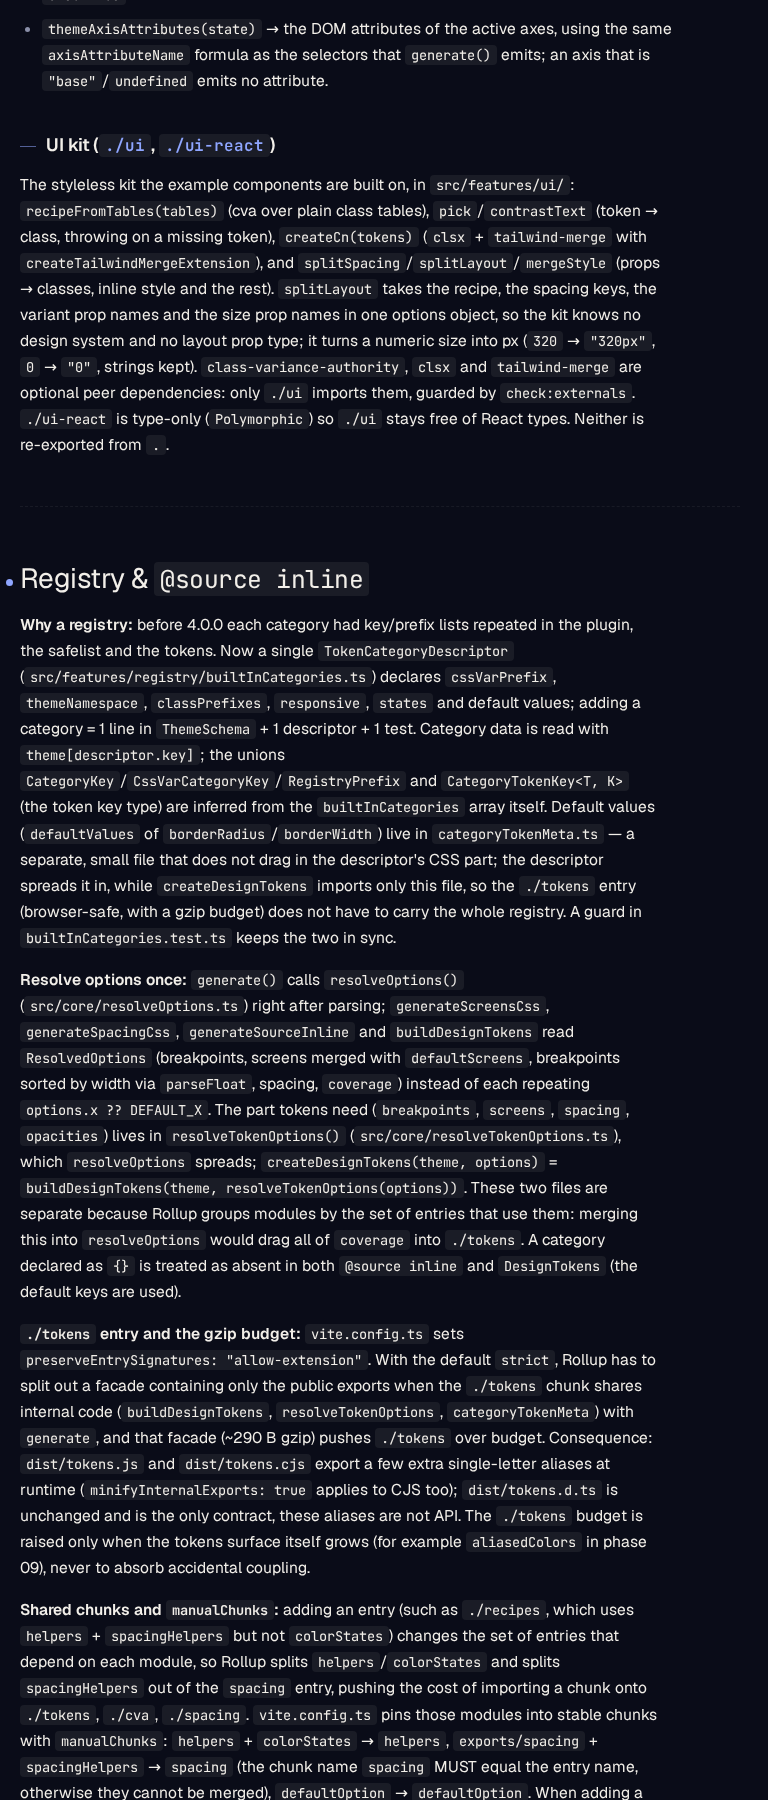 themeAxisAttributes(state) → the DOM attributes of the active axes, using the same
axisAttributeName formula as the selectors that generate() emits; an axis that is
"base"/undefined emits no attribute.
— UI kit (./ui, ./ui-react)
The styleless kit the example components are built on, in src/features/ui/:
recipeFromTables(tables) (cva over plain class tables), pick/contrastText (token →
class, throwing on a missing token), createCn(tokens) (clsx + tailwind-merge with
createTailwindMergeExtension), and splitSpacing/splitLayout/mergeStyle (props
→ classes, inline style and the rest). splitLayout takes the recipe, the spacing keys, the
variant prop names and the size prop names in one options object, so the kit knows no
design system and no layout prop type; it turns a numeric size into px (320 → "320px",
0 → "0", strings kept). class-variance-authority, clsx and tailwind-merge are
optional peer dependencies: only ./ui imports them, guarded by check:externals.
./ui-react is type-only (Polymorphic) so ./ui stays free of React types. Neither is
re-exported from . .
Registry & @source inline
Why a registry: before 4.0.0 each category had key/prefix lists repeated in the plugin,
the safelist and the tokens. Now a single TokenCategoryDescriptor
(src/features/registry/builtInCategories.ts) declares cssVarPrefix,
themeNamespace, classPrefixes, responsive, states and default values; adding a
category = 1 line in ThemeSchema + 1 descriptor + 1 test. Category data is read with
theme[descriptor.key]; the unions
CategoryKey/CssVarCategoryKey/RegistryPrefix and CategoryTokenKey<T, K>
(the token key type) are inferred from the builtInCategories array itself. Default values
(defaultValues of borderRadius/borderWidth) live in categoryTokenMeta.ts — a
separate, small file that does not drag in the descriptor's CSS part; the descriptor
spreads it in, while createDesignTokens imports only this file, so the ./tokens entry
(browser-safe, with a gzip budget) does not have to carry the whole registry. A guard in
builtInCategories.test.ts keeps the two in sync.
Resolve options once: generate() calls resolveOptions()
(src/core/resolveOptions.ts) right after parsing; generateScreensCss,
generateSpacingCss, generateSourceInline and buildDesignTokens read
ResolvedOptions (breakpoints, screens merged with defaultScreens, breakpoints
sorted by width via parseFloat, spacing, coverage) instead of each repeating
options.x ?? DEFAULT_X. The part tokens need (breakpoints, screens, spacing,
opacities) lives in resolveTokenOptions() (src/core/resolveTokenOptions.ts),
which resolveOptions spreads; createDesignTokens(theme, options) =
buildDesignTokens(theme, resolveTokenOptions(options)). These two files are
separate because Rollup groups modules by the set of entries that use them: merging
this into resolveOptions would drag all of coverage into ./tokens. A category
declared as {} is treated as absent in both @source inline and DesignTokens (the
default keys are used).
./tokens entry and the gzip budget: vite.config.ts sets
preserveEntrySignatures: "allow-extension". With the default strict, Rollup has to
split out a facade containing only the public exports when the ./tokens chunk shares
internal code (buildDesignTokens, resolveTokenOptions, categoryTokenMeta) with
generate, and that facade (~290 B gzip) pushes ./tokens over budget. Consequence:
dist/tokens.js and dist/tokens.cjs export a few extra single-letter aliases at
runtime (minifyInternalExports: true applies to CJS too); dist/tokens.d.ts is
unchanged and is the only contract, these aliases are not API. The ./tokens budget is
raised only when the tokens surface itself grows (for example aliasedColors in phase
09), never to absorb accidental coupling.
Shared chunks and manualChunks: adding an entry (such as ./recipes, which uses
helpers + spacingHelpers but not colorStates) changes the set of entries that
depend on each module, so Rollup splits helpers/colorStates and splits
spacingHelpers out of the spacing entry, pushing the cost of importing a chunk onto
./tokens, ./cva, ./spacing. vite.config.ts pins those modules into stable chunks
with manualChunks: helpers + colorStates → helpers, exports/spacing +
spacingHelpers → spacing (the chunk name spacing MUST equal the entry name,
otherwise they cannot be merged), defaultOption → defaultOption. When adding a